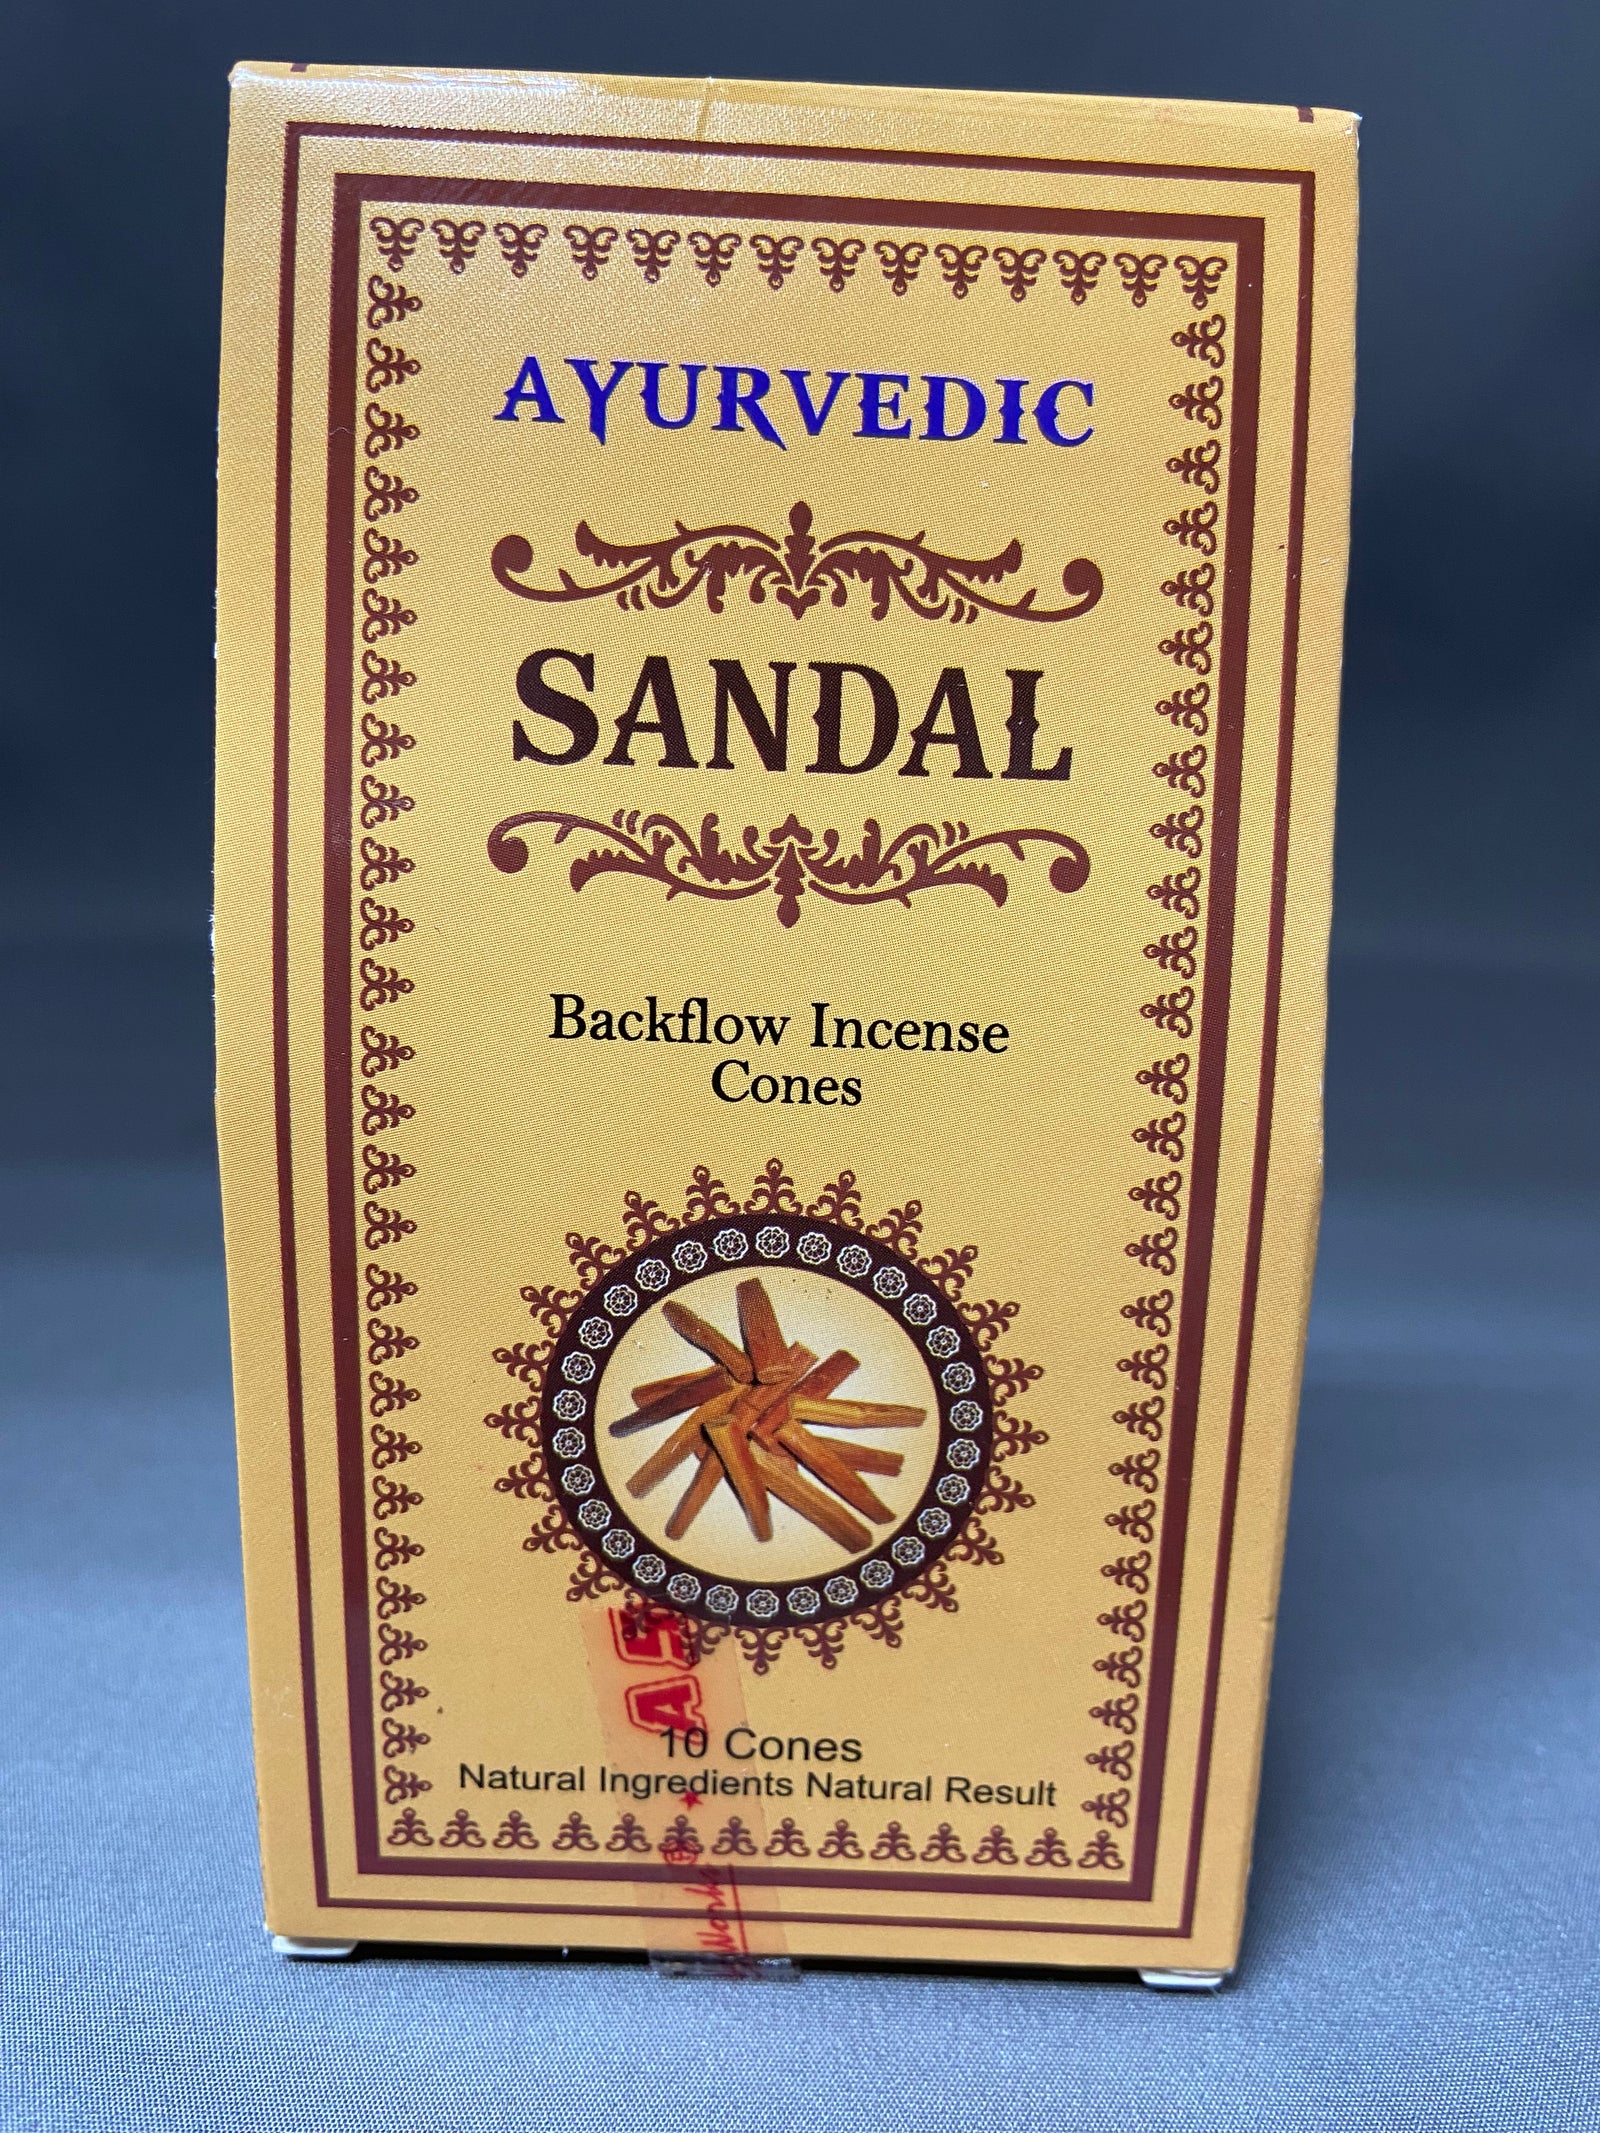 AYURVEDIC
SANDAL
Backflow Incense
Cones
10 Cones
Natural Ingredients Natural Result